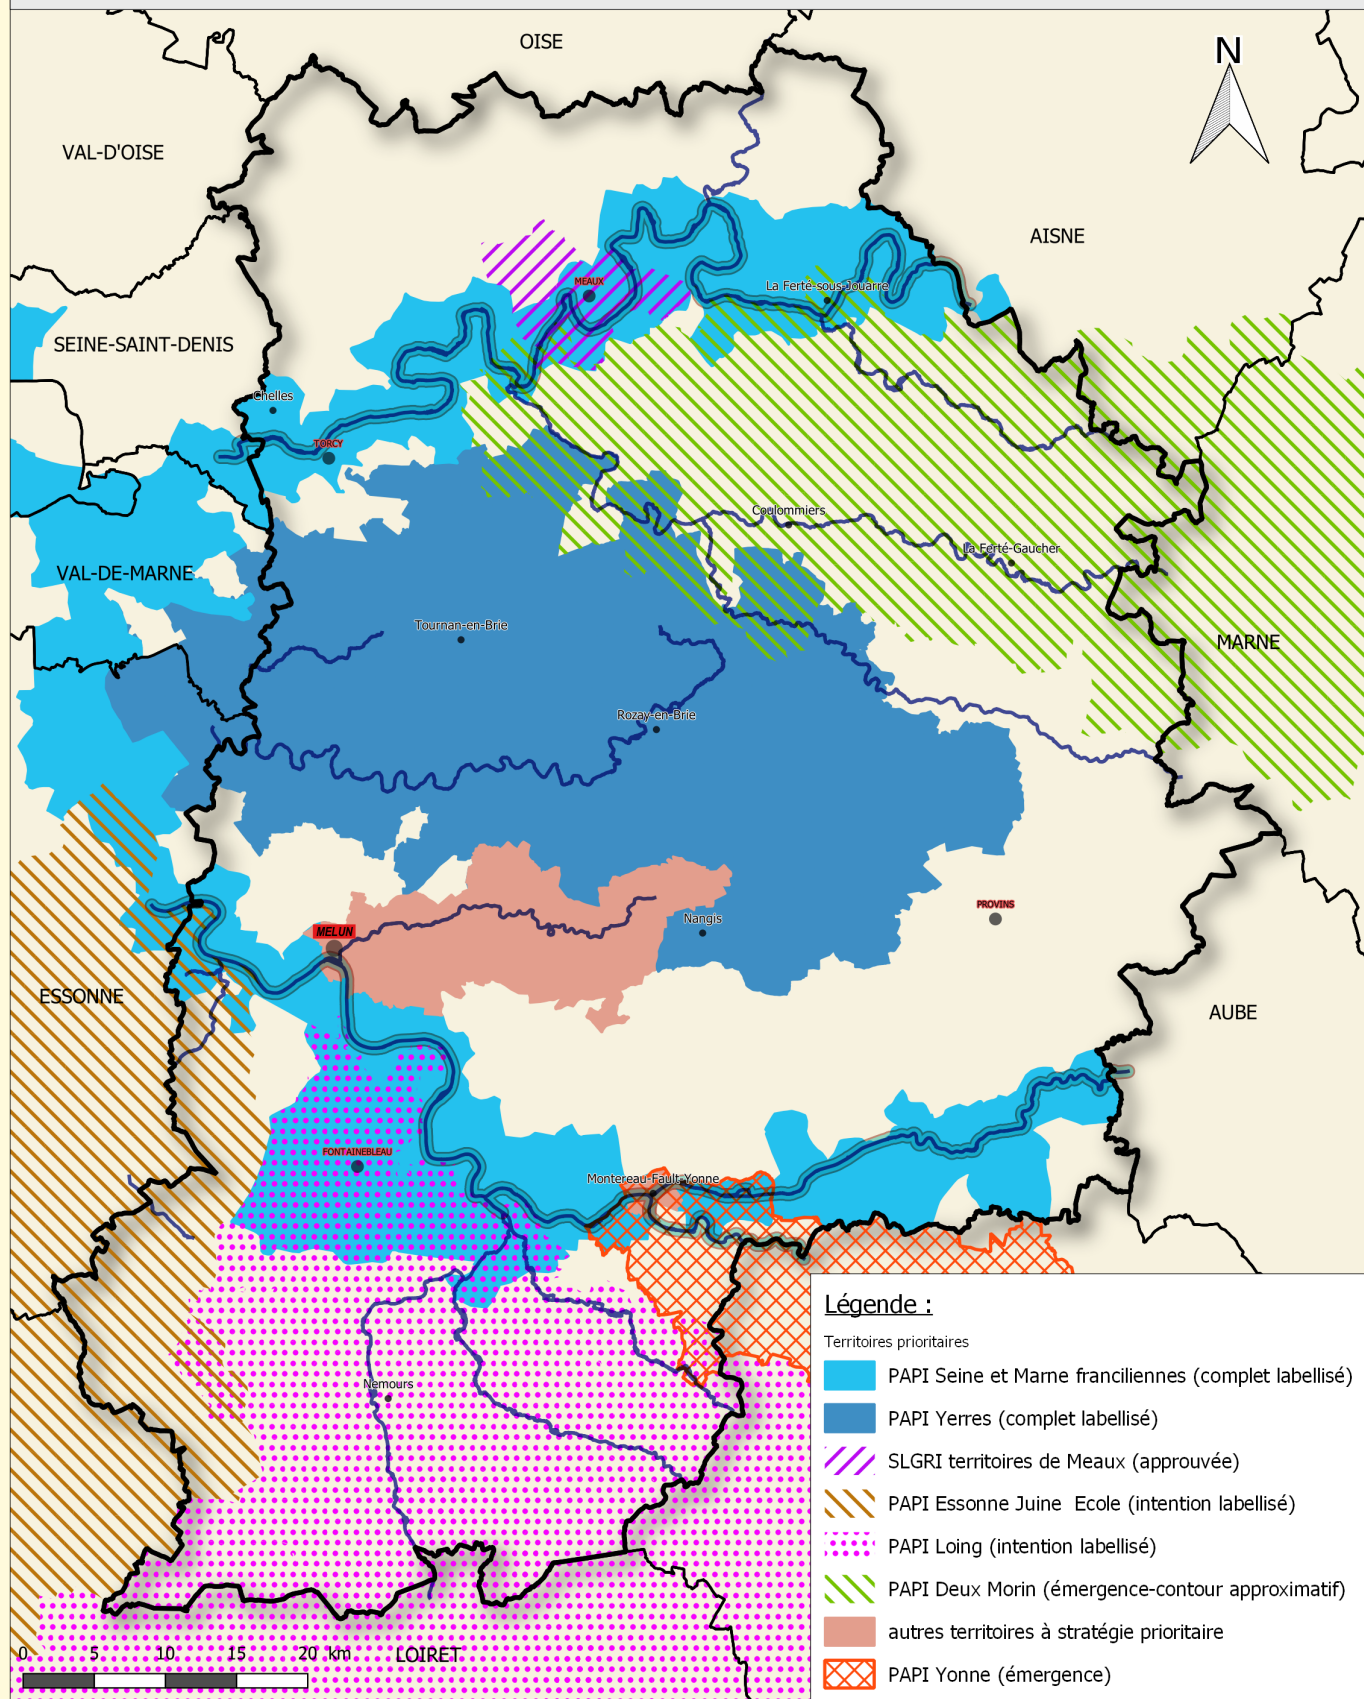 OISE
N
VAL-D'OISE
AISNE
MEAUX
La Ferté-sous-Jouarre
SEINE-SAINT-DENIS
Chelles
TORCY
Coulommiers
La Ferté-Gaucher
VAL-DE-MARNE
Tournan-en-Brie
MARNE
Rozay-en-Brie
PROVINS
Nangis
MELUN
ESSONNE
AUBE
FONTAINEBLEAU
Montereau-Fault-Yonne
Nemours
Légende :
Territoires prioritaires
PAPI Seine et Marne franciliennes (complet labellisé)
PAPI Yerres (complet labellisé)
SLGRI territoires de Meaux (approuvée)
PAPI Essonne Juine Ecole (intention labellisé)
PAPI Loing (intention labellisé)
PAPI Deux Morin (émergence-contour approximatif)
autres territoires à stratégie prioritaire
PAPI Yonne (émergence)
0 5 10 15 20 km
LOIRET